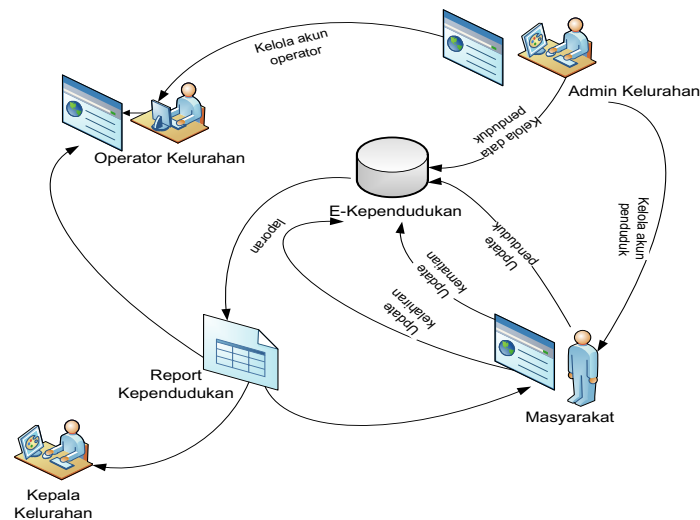 Kelola akun
operator
Admin Kelurahan
Operator Kelurahan
Kelola data
penduduk
E-Kependudukan
Kelola akun
penduduk
laporan
Update
penduduk
Update
Kematian
Update
Kelahiran
Report
Kependudukan
Masyarakat
Kepala
Kelurahan